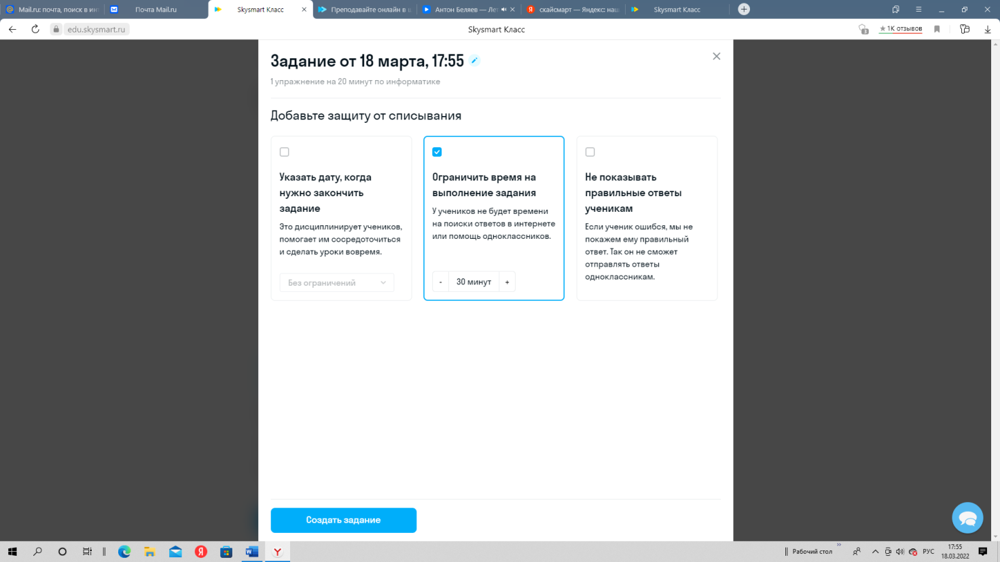 Mail.ru: почта, поиск в инт
Почта Mail.ru
Skysmart Класс
Преподавайте онлайн в ш
Антон Беляев — Лет
скайсмарт — Яндекс: наш
Skysmart Класс
edu.skysmart.ru
Skysmart Класс
3
★ 1К отзывов
Задание от 18 марта, 17:55
1 упражнение на 20 минут по информатике
Добавьте защиту от списывания
Указать дату, когда
нужно закончить
задание
Это дисциплинирует учеников,
помогает им сосредоточиться
и сделать уроки вовремя.
Без ограничений
Ограничить время на
выполнение задания
У учеников не будет времени
на поиски ответов в интернете
или помощь одноклассников.
- 30 минут +
Не показывать
правильные ответы
ученикам
Если ученик ошибся, мы не
покажем ему правильный
ответ. Так он не сможет
отправлять ответы
одноклассникам.
Создать задание
Рабочий стол
РУС
17:55
18.03.2022